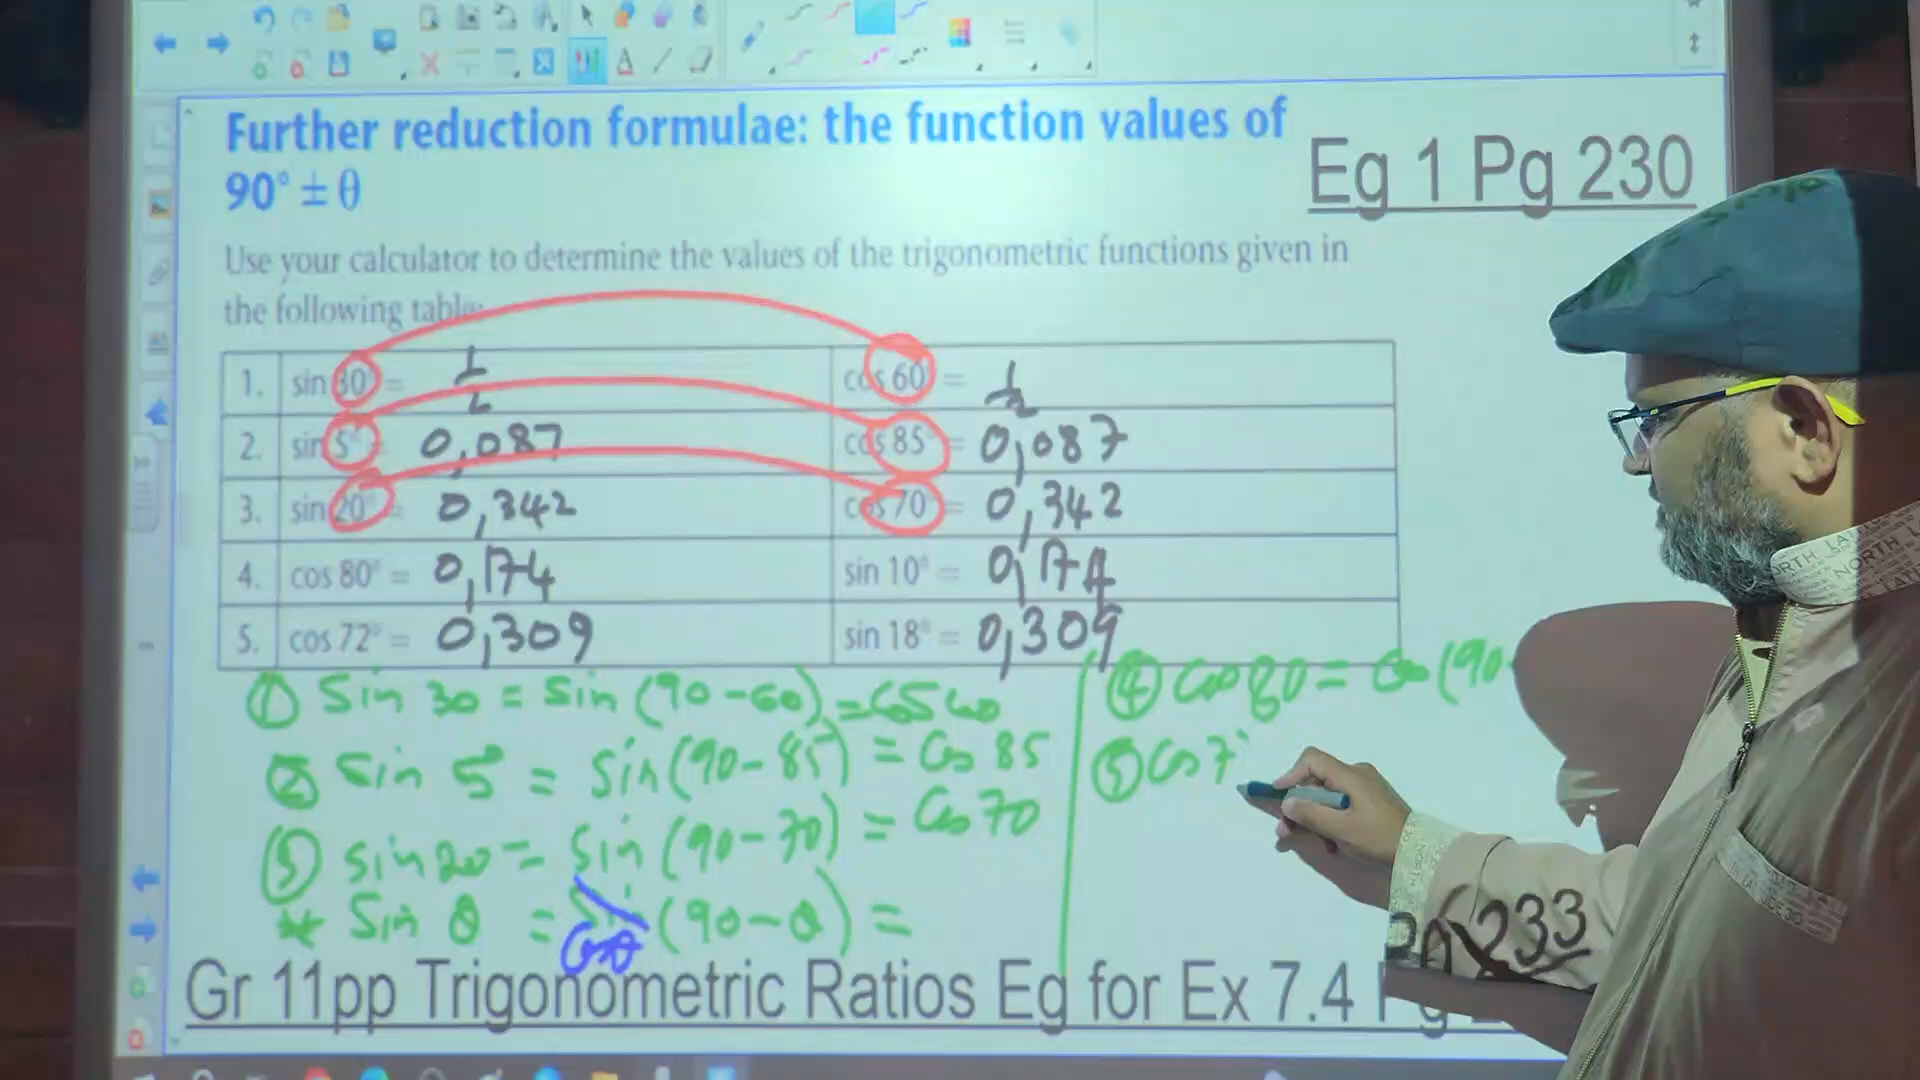 Further reduction formulae: the function values of
90° ± θ
Eg 1 Pg 230
Use your calculator to determine the values of the trigonometric functions given in
the following table:
1. sin 30° = 1/2 cos 60° = 1/2
2. sin 5° = 0,087 cos 85° = 0,087
3. sin 20° = 0,342 cos 70° = 0,342
4. cos 80° = 0,174 sin 10° = 0,174
5. cos 72° = 0,309 sin 18° = 0,309
① Sin 30 = Sin (90-60) = Cos 60
② Sin 5° = Sin (90-85) = Cos 85
③ Sin 20 = Sin (90-70) = Cos 70
* Sin θ = Sin (90-θ) =
Cos θ
④ Cos 80 = Cos (90-
⑤ Cos 7
Pg 233
Gr 11pp Trigonometric Ratios Eg for Ex 7.4 Pg
NORTH